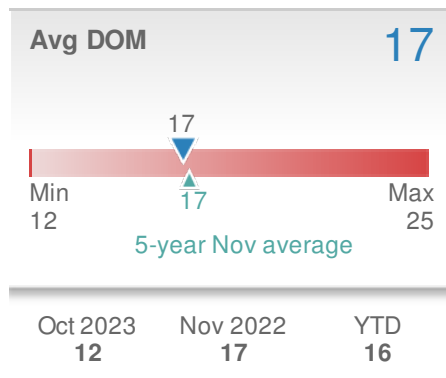 Avg DOM 17
17
Min Max
12 25
17
5-year Nov average
Oct 2023 Nov 2022 YTD
12 17 16